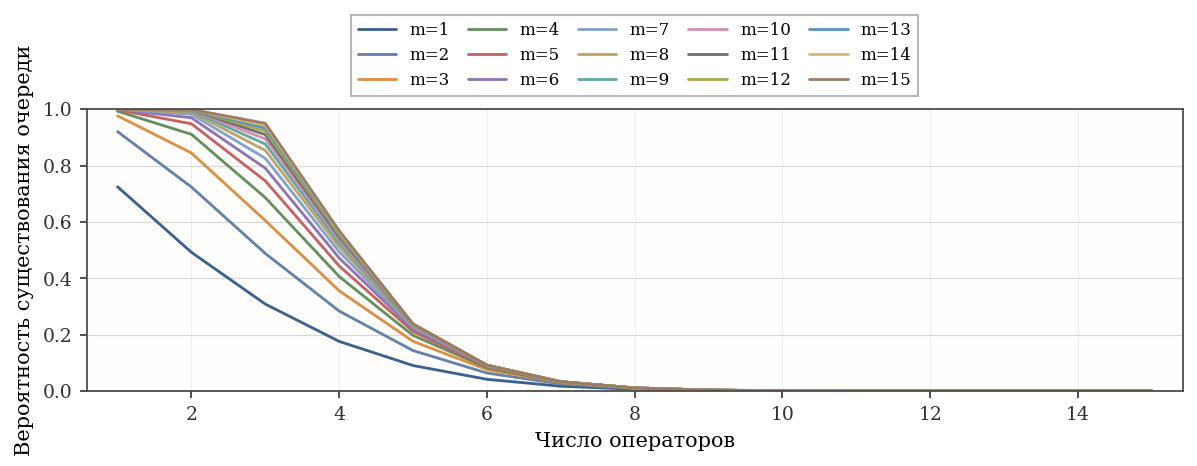 m=1 m=4 m=7 m=10 m=13
m=2 m=5 m=8 m=11 m=14
m=3 m=6 m=9 m=12 m=15
Вероятность существования очереди
1.0
0.8
0.6
0.4
0.2
0.0
2 4 6 8 10 12 14
Число операторов